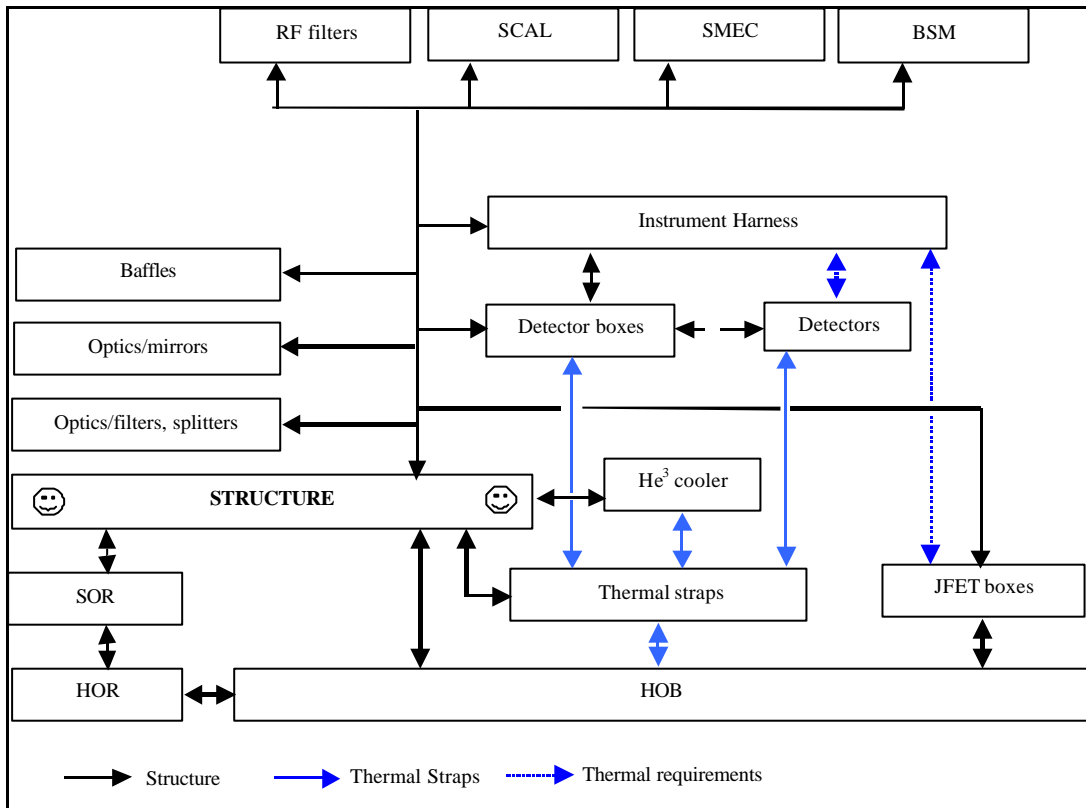 RF filters
SCAL
SMEC
BSM
Instrument Harness
Baffles
Detector boxes
Detectors
Optics/mirrors
Optics/filters, splitters
He³ cooler
STRUCTURE
Thermal straps
JFET boxes
SOR
HOR
HOB
Structure
Thermal Straps
Thermal requirements